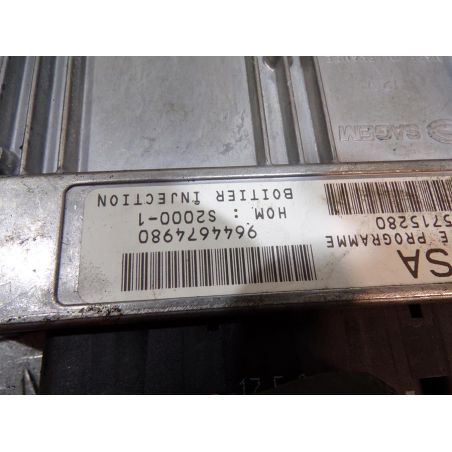 SAGEM
SA
E PROGRAMME
5715280
9644674980
HOM : S2000-1
BOITIER INJECTION